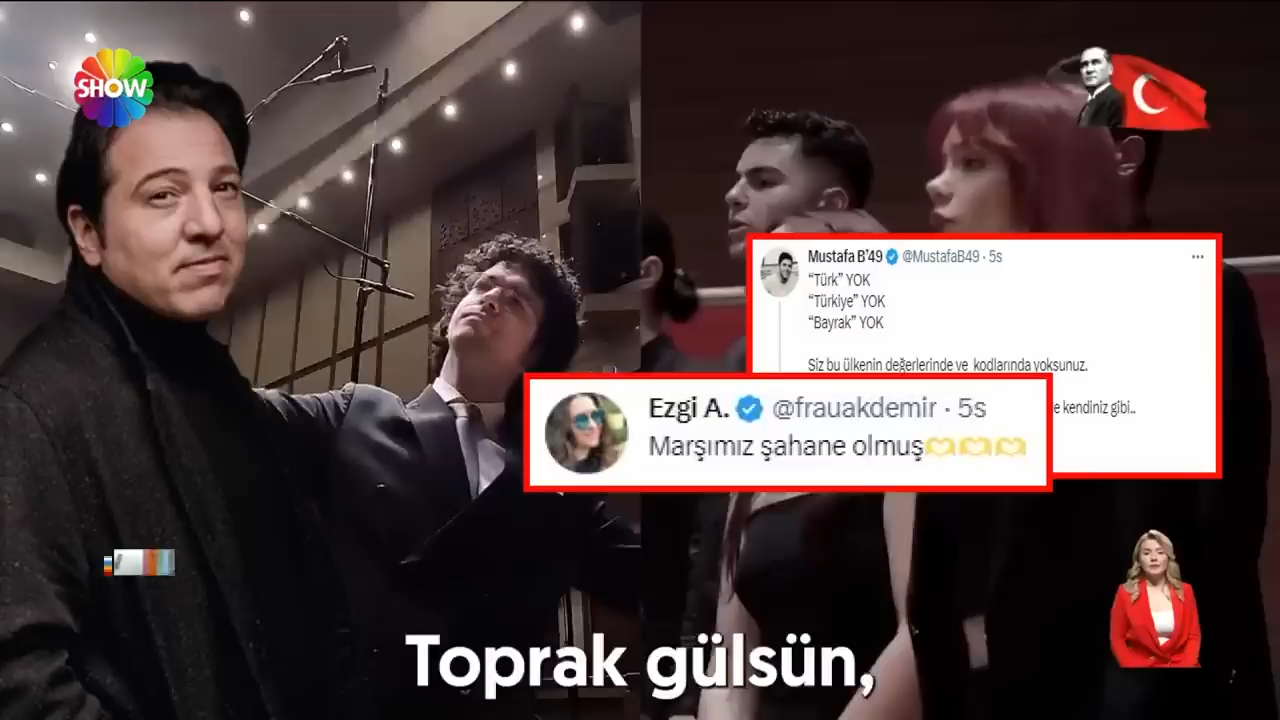 SHOW
Mustafa B'49 @MustafaB49 · 5s
“Türk” YOK
“Türkiye” YOK
“Bayrak” YOK
Siz bu ülkenin değerlerinde ve kodlarında yoksunuz.
e kendiniz gibi..
Ezgi A. @frauakdemir · 5s
Marşımız şahane olmuş🫶🫶🫶
Toprak gülsün,